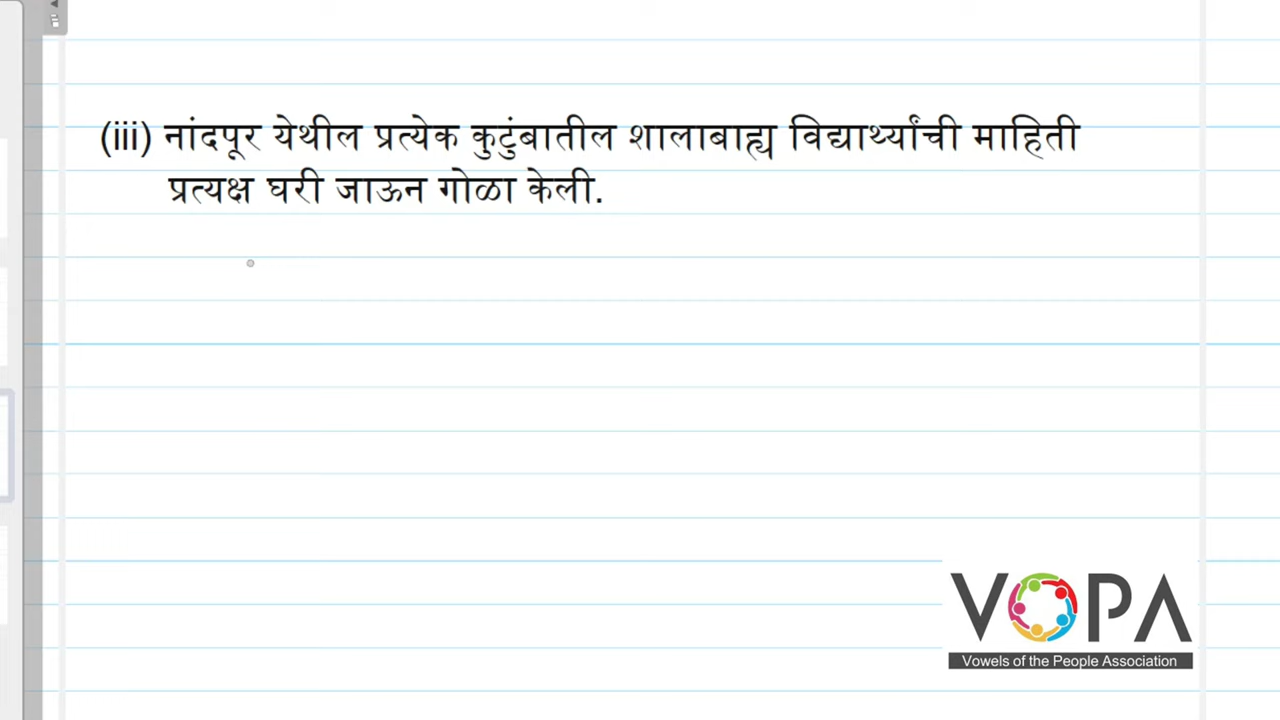 (iii) नांदपूर येथील प्रत्येक कुटुंबातील शालाबाह्य विद्यार्थ्यांची माहिती
प्रत्यक्ष घरी जाऊन गोळा केली.
VOPA
Vowels of the People Association